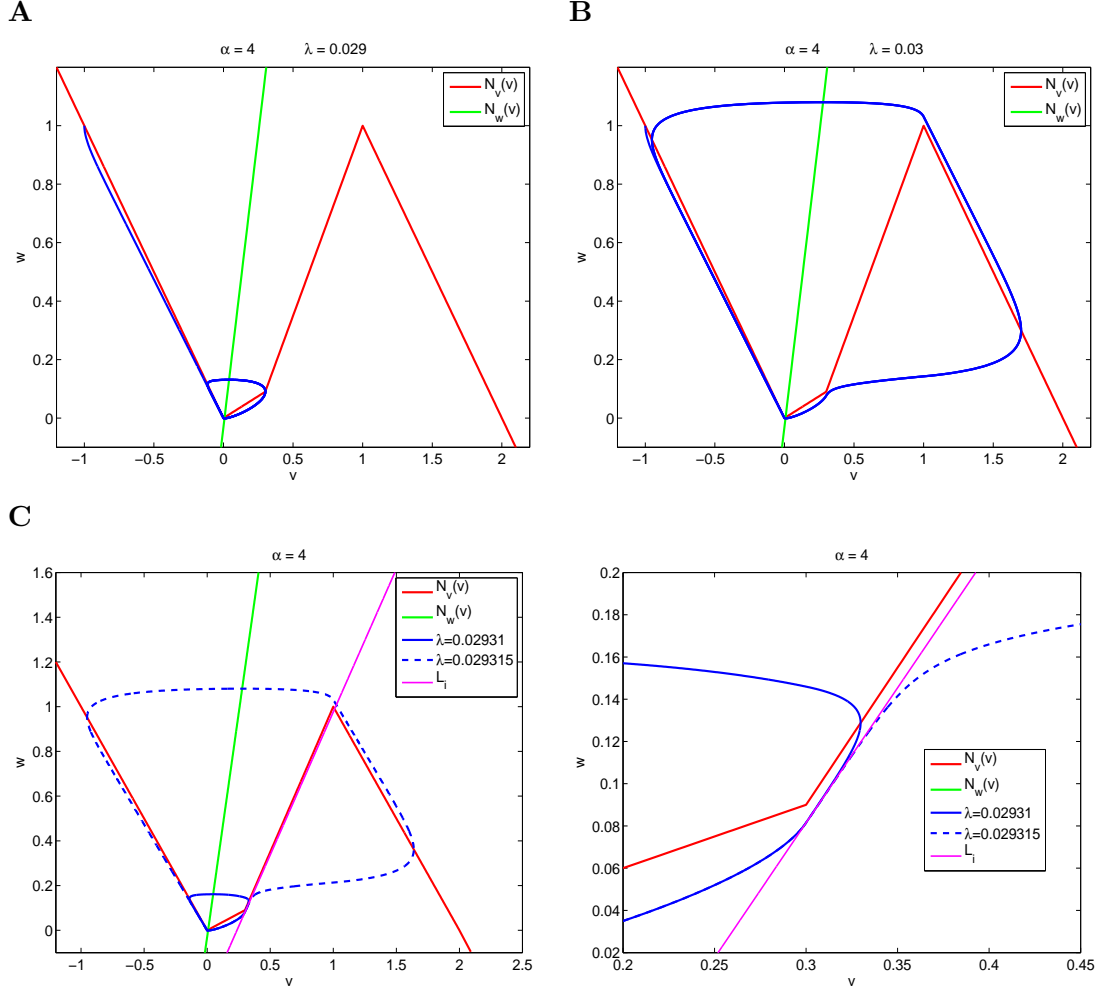 A
α = 4 λ = 0.029
N_v(v)
N_w(v)
w
1
0.8
0.6
0.4
0.2
0
−1 −0.5 0 0.5 1 1.5 2
v
B
α = 4 λ = 0.03
N_v(v)
N_w(v)
w
1
0.8
0.6
0.4
0.2
0
−1 −0.5 0 0.5 1 1.5 2
v
C
α = 4
N_v(v)
N_w(v)
λ=0.02931
λ=0.029315
L_i
w
1.6
1.4
1.2
1
0.8
0.6
0.4
0.2
0
−1 −0.5 0 0.5 1 1.5 2 2.5
v
α = 4
N_v(v)
N_w(v)
λ=0.02931
λ=0.029315
L_i
w
0.2
0.18
0.16
0.14
0.12
0.1
0.08
0.06
0.04
0.02
0.2 0.25 0.3 0.35 0.4 0.45
v